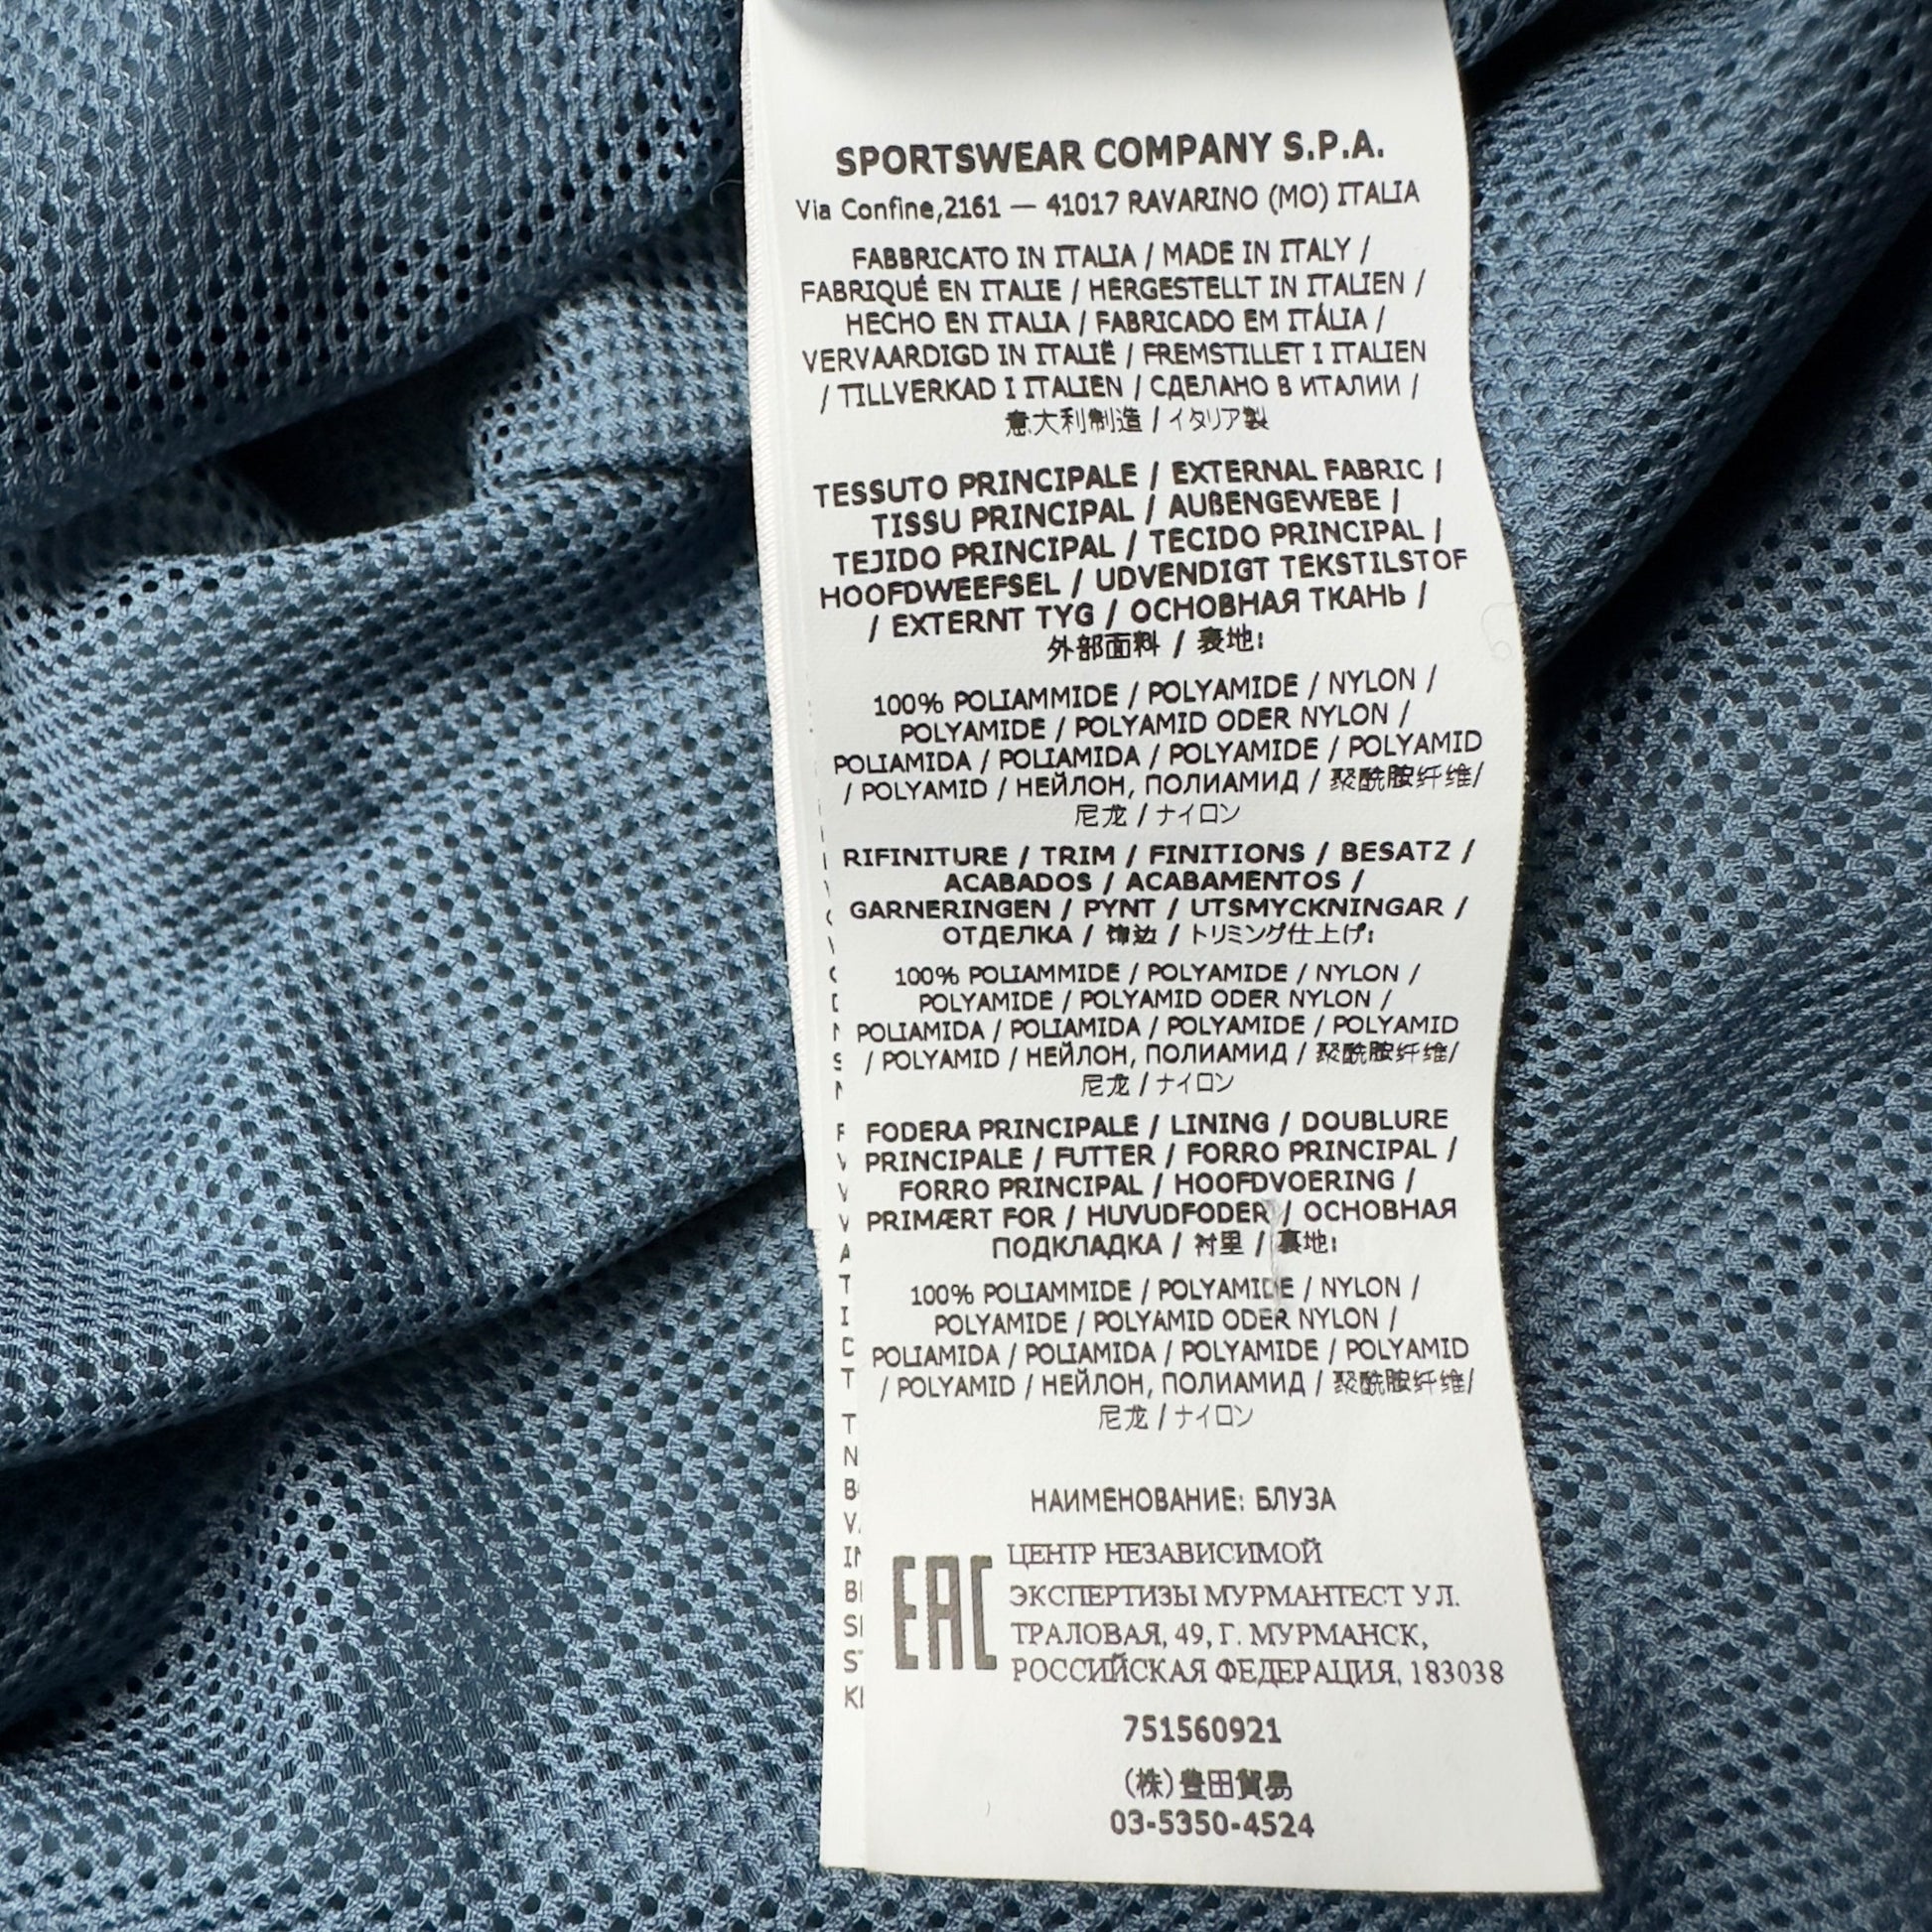 SPORTSWEAR COMPANY S.P.A.
Via Confine,2161 — 41017 RAVARINO (MO) ITALIA
FABBRICATO IN ITALIA / MADE IN ITALY /
FABRIQUÉ EN ITALIE / HERGESTELLT IN ITALIEN /
HECHO EN ITALIA / FABRICADO EM ITÁLIA /
VERVAARDIGD IN ITALIË / FREMSTILLET I ITALIEN
/ TILLVERKAD I ITALIEN / СДЕЛАНО В ИТАЛИИ /
意大利制造 / イタリア製
TESSUTO PRINCIPALE / EXTERNAL FABRIC /
TISSU PRINCIPAL / AUßENGEWEBE /
TEJIDO PRINCIPAL / TECIDO PRINCIPAL /
HOOFDWEEFSEL / UDVENDIGT TEKSTILSTOF
/ EXTERNT TYG / ОСНОВНАЯ ТКАНЬ /
外部面料 / 表地:
100% POLIAMMIDE / POLYAMIDE / NYLON /
POLYAMIDE / POLYAMID ODER NYLON /
POLIAMIDA / POLIAMIDA / POLYAMIDE / POLYAMID
/ POLYAMID / НЕЙЛОН, ПОЛИАМИД / 聚酰胺纤维/
尼龙 / ナイロン
RIFINITURE / TRIM / FINITIONS / BESATZ /
ACABADOS / ACABAMENTOS /
GARNERINGEN / PYNT / UTSMYCKNINGAR /
ОТДЕЛКА / 饰边 / トリミング仕上げ:
100% POLIAMMIDE / POLYAMIDE / NYLON /
POLYAMIDE / POLYAMID ODER NYLON /
POLIAMIDA / POLIAMIDA / POLYAMIDE / POLYAMID
/ POLYAMID / НЕЙЛОН, ПОЛИАМИД / 聚酰胺纤维/
尼龙 / ナイロン
FODERA PRINCIPALE / LINING / DOUBLURE
PRINCIPALE / FUTTER / FORRO PRINCIPAL /
FORRO PRINCIPAL / HOOFDVOERING /
PRIMÆRT FOR / HUVUDFODER / ОСНОВНАЯ
ПОДКЛАДКА / 衬里 / 裏地:
100% POLIAMMIDE / POLYAMIDE / NYLON /
POLYAMIDE / POLYAMID ODER NYLON /
POLIAMIDA / POLIAMIDA / POLYAMIDE / POLYAMID
/ POLYAMID / НЕЙЛОН, ПОЛИАМИД / 聚酰胺纤维/
尼龙 / ナイロン
НАИМЕНОВАНИЕ: БЛУЗА
EAC
ЦЕНТР НЕЗАВИСИМОЙ
ЭКСПЕРТИЗЫ МУРМАНТЕСТ УЛ.
ТРАЛОВАЯ, 49, Г. МУРМАНСК,
РОССИЙСКАЯ ФЕДЕРАЦИЯ, 183038
751560921
(株)豊田貿易
03-5350-4524